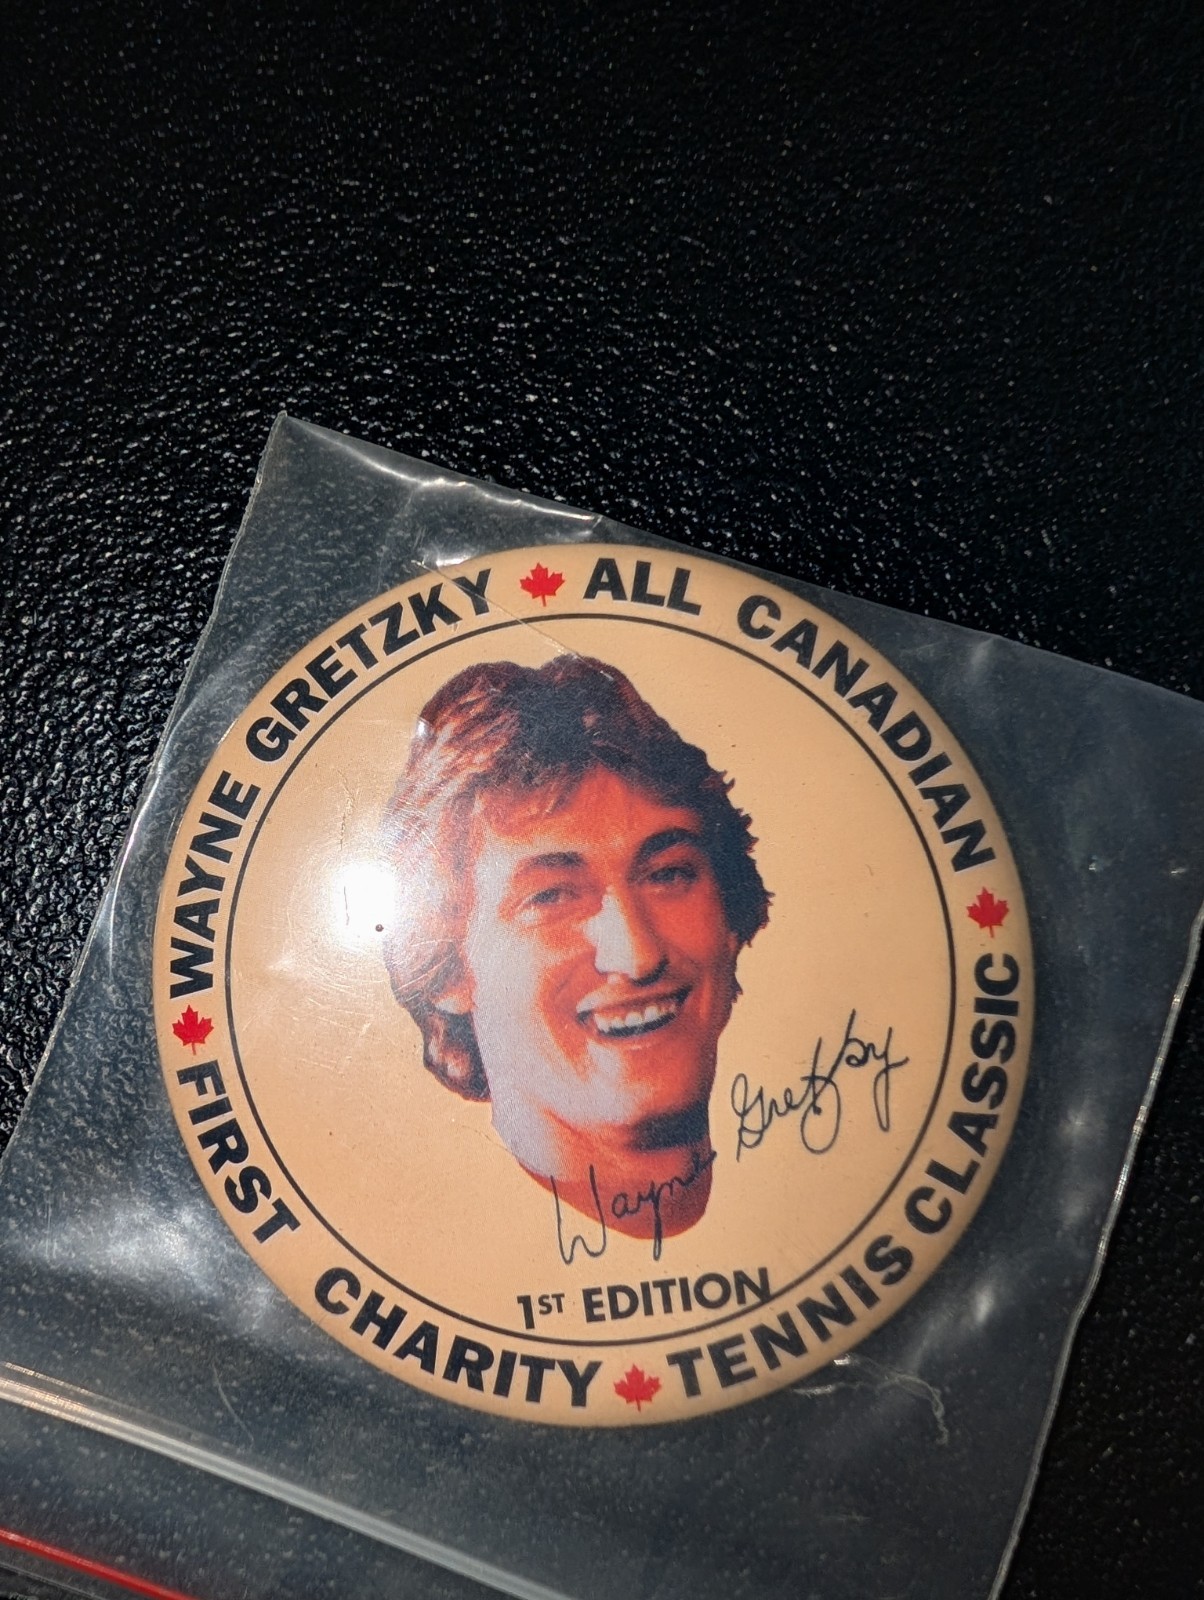 WAYNE GRETZKY
ALL CANADIAN
FIRST CHARITY
TENNIS CLASSIC
Wayne Gretzky
1ST EDITION